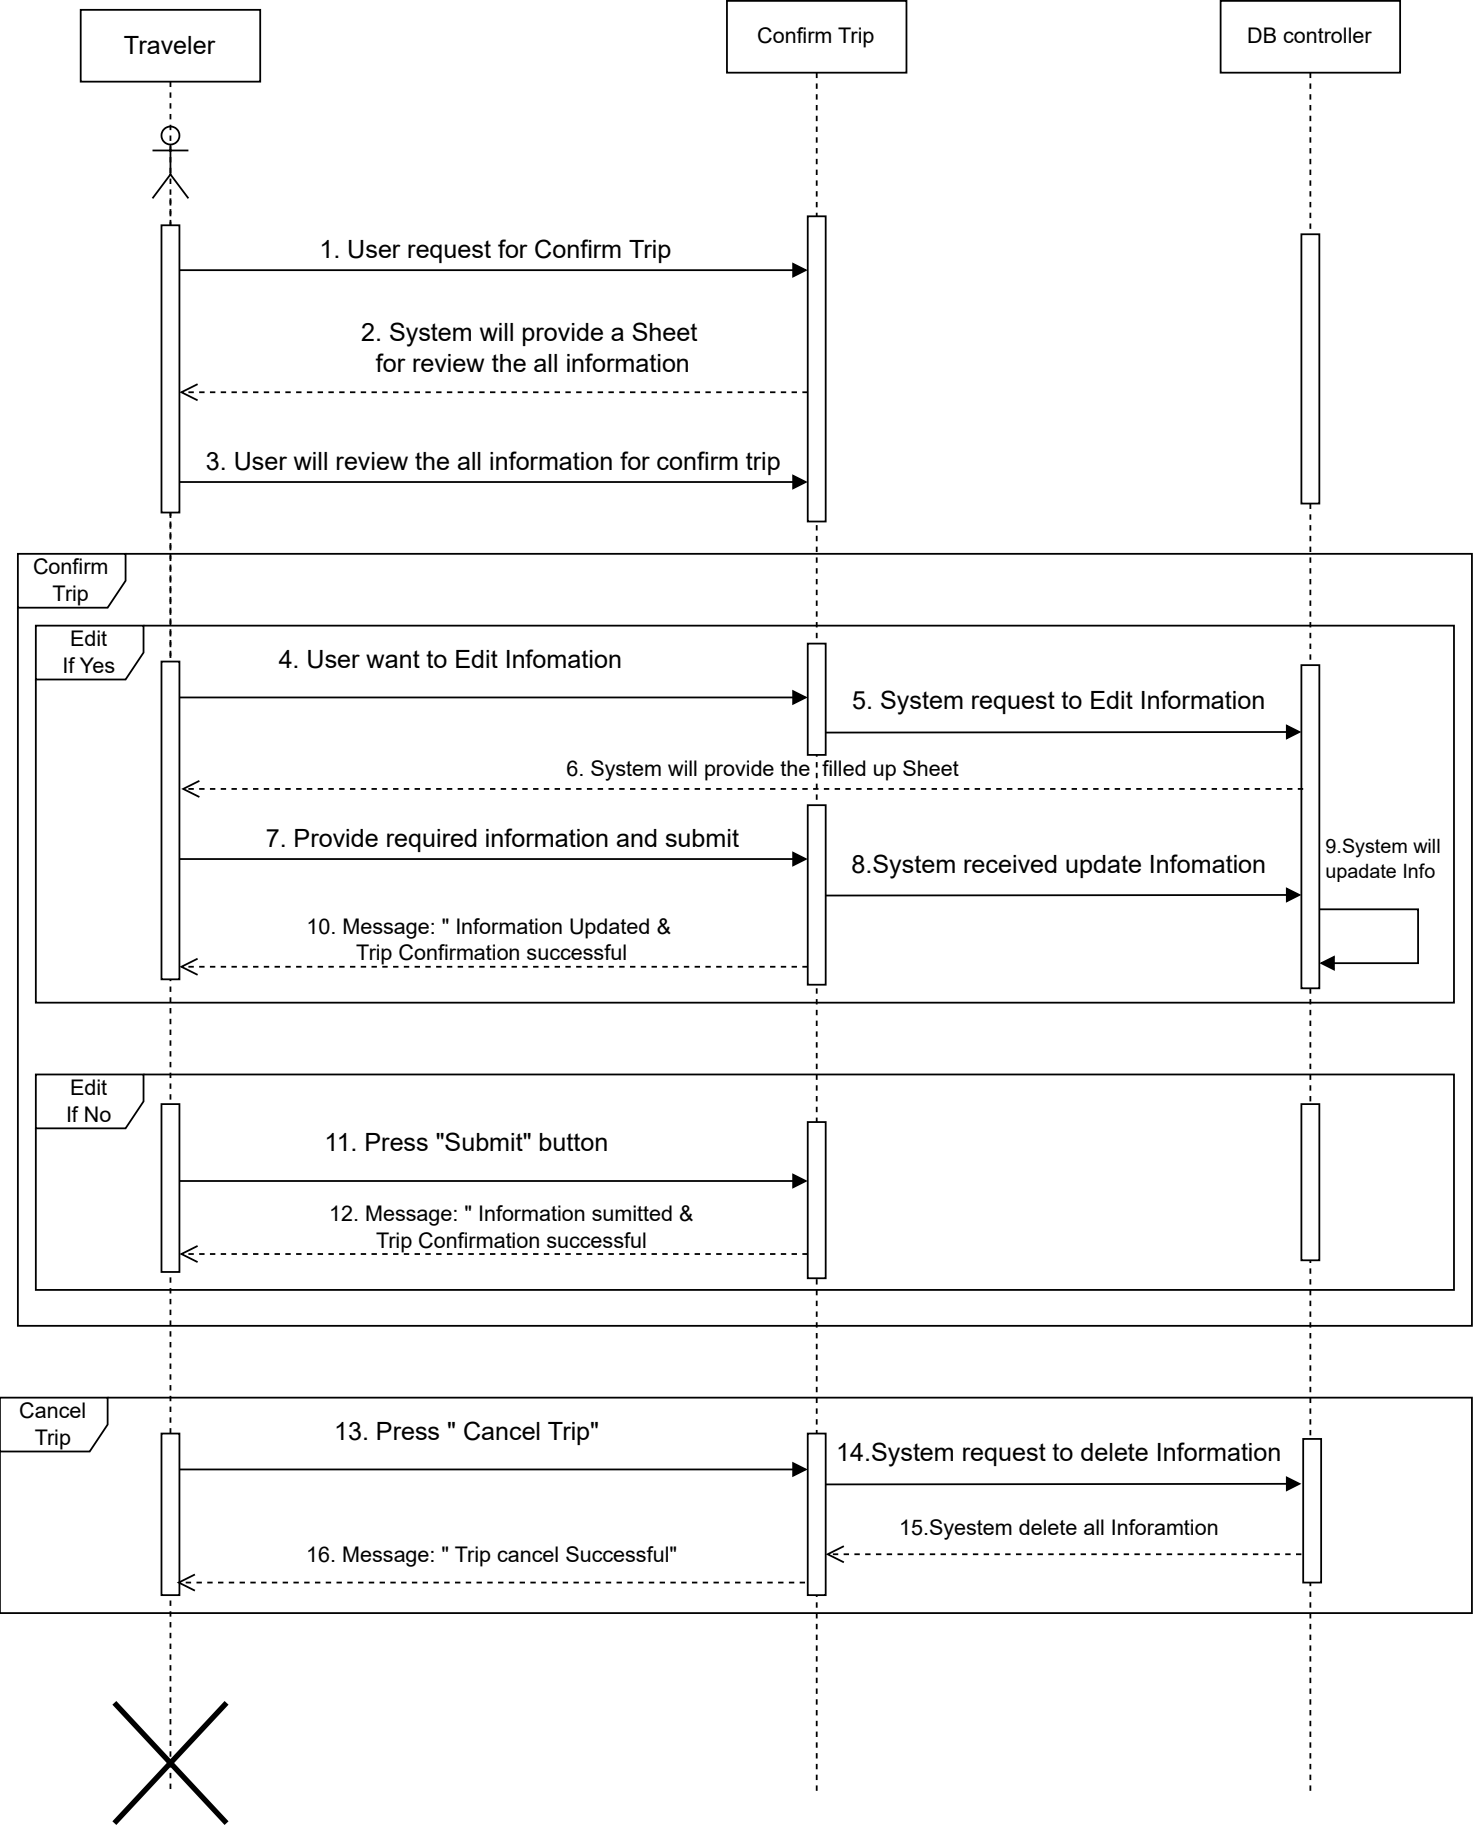 Traveler
Confirm Trip
DB controller
1. User request for Confirm Trip
2. System will provide a Sheet
for review the all information
3. User will review the all information for confirm trip
Confirm
Trip
Edit
If Yes
4. User want to Edit Infomation
5. System request to Edit Information
6. System will provide the filled up Sheet
7. Provide required information and submit
8.System received update Infomation
9.System will
upadate Info
10. Message: " Information Updated &
Trip Confirmation successful
Edit
If No
11. Press "Submit" button
12. Message: " Information sumitted &
Trip Confirmation successful
Cancel
Trip
13. Press " Cancel Trip"
14.System request to delete Information
15.Syestem delete all Inforamtion
16. Message: " Trip cancel Successful"